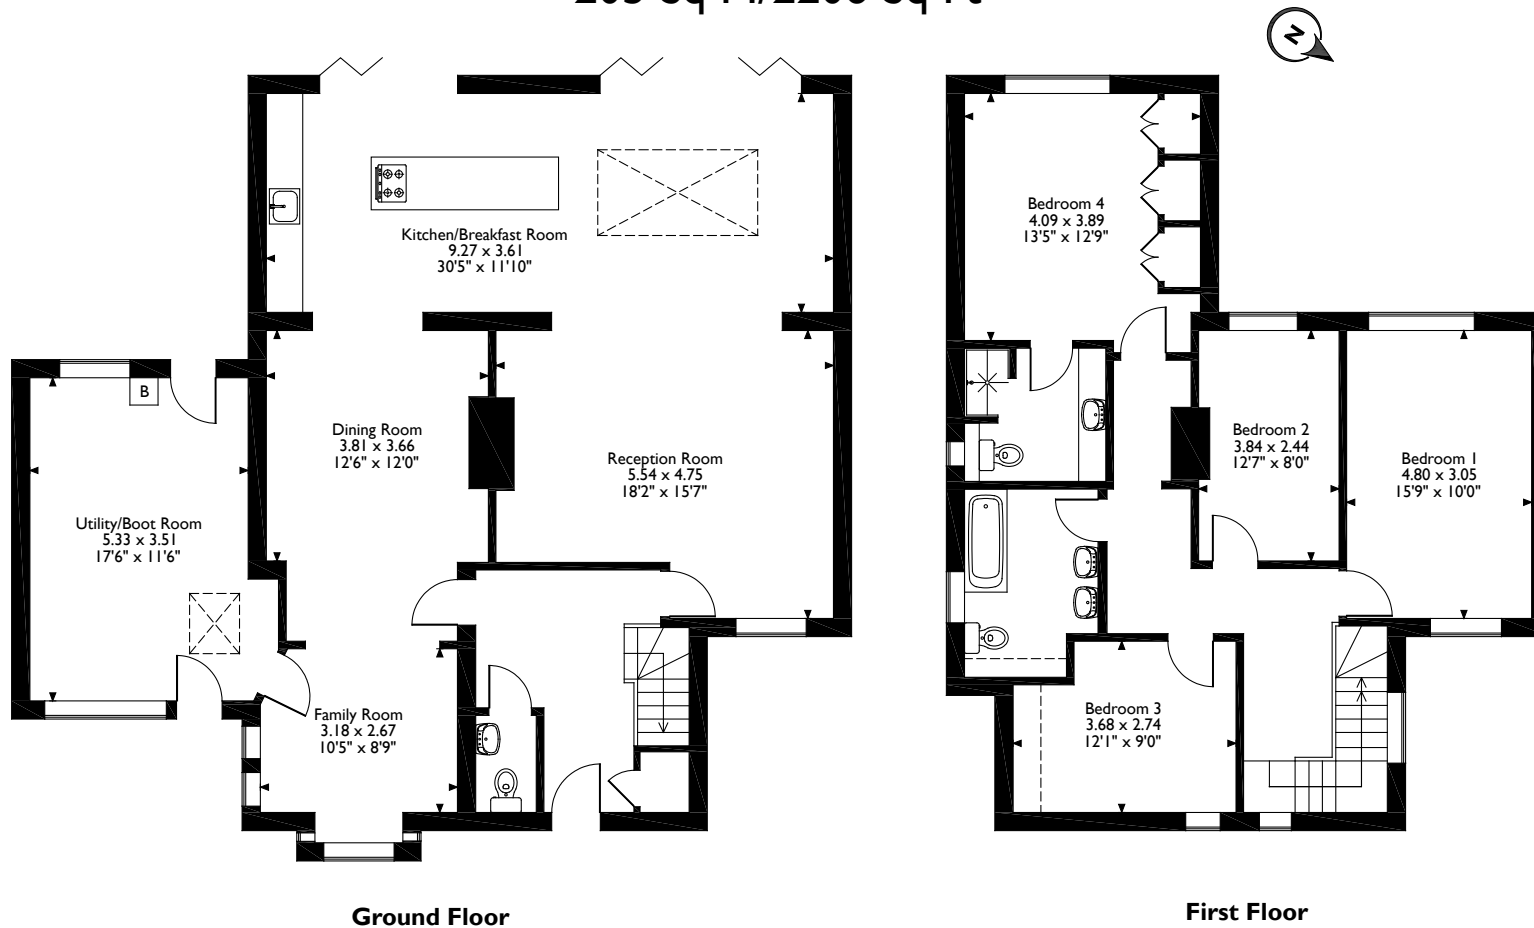 205 Sq M/2206 Sq Ft
N
Kitchen/Breakfast Room
9.27 x 3.61
30'5" x 11'10"
Bedroom 4
4.09 x 3.89
13'5" x 12'9"
B
Dining Room
3.81 x 3.66
12'6" x 12'0"
Reception Room
5.54 x 4.75
18'2" x 15'7"
Bedroom 2
3.84 x 2.44
12'7" x 8'0"
Bedroom 1
4.80 x 3.05
15'9" x 10'0"
Utility/Boot Room
5.33 x 3.51
17'6" x 11'6"
Family Room
3.18 x 2.67
10'5" x 8'9"
Bedroom 3
3.68 x 2.74
12'1" x 9'0"
Ground Floor
First Floor